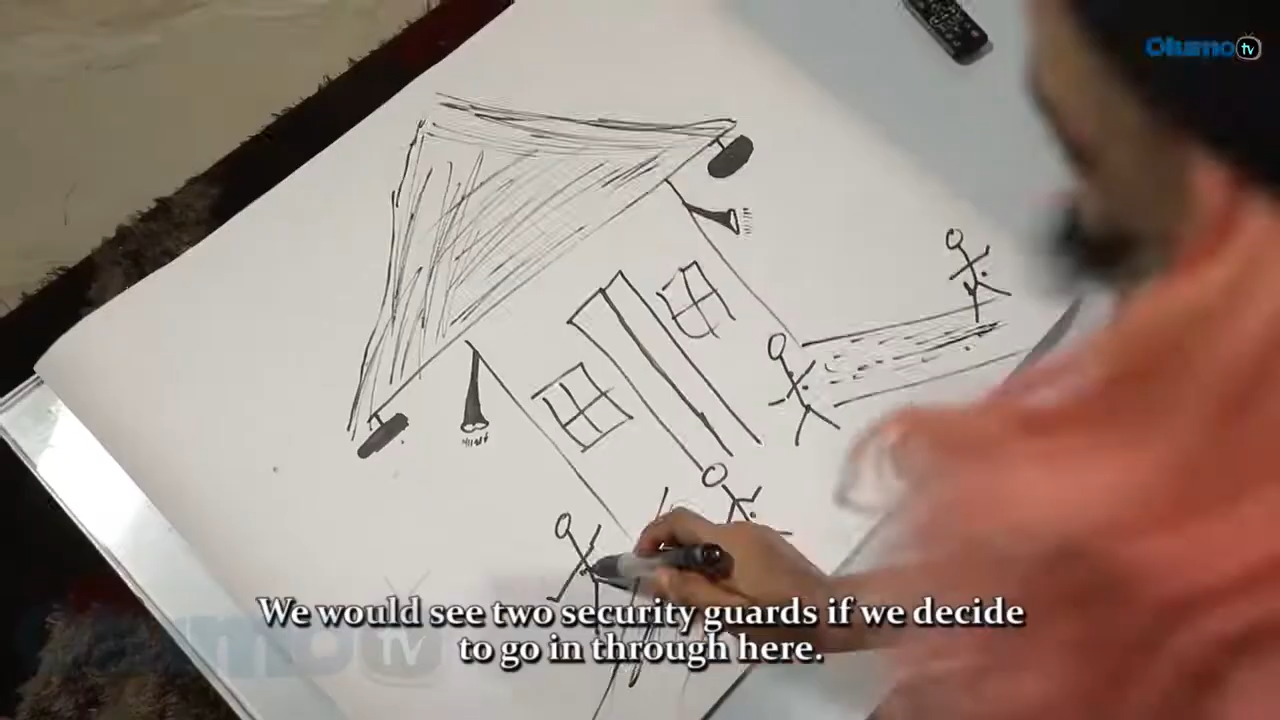 Olumo tv
We would see two security guards if we decide
to go in through here.